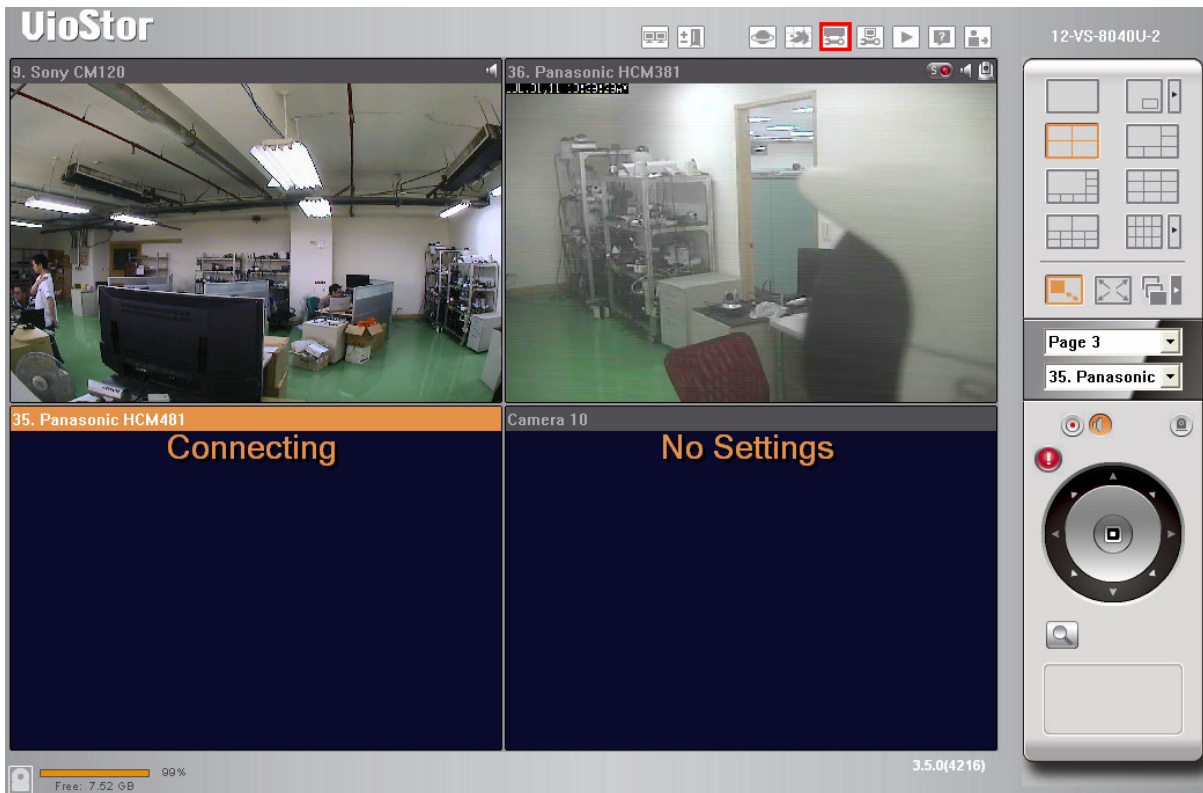 VioStor
12-VS-8040U-2
9. Sony CM120
36. Panasonic HCM381
S
Page 3
35. Panasonic
35. Panasonic HCM481
Camera 10
Connecting
No Settings
99%
Free: 7.52 GB
3.5.0(4216)